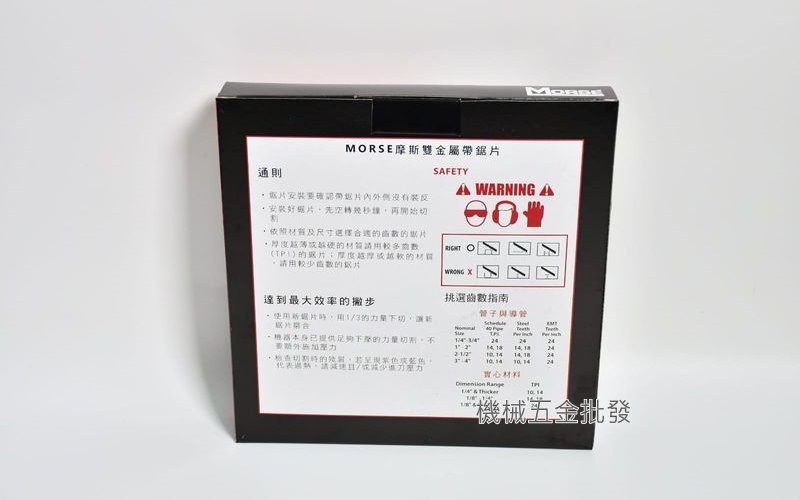 MORSE
MORSE摩斯雙金屬帶鋸片
通則
・鋸片安裝要確認帶鋸片內外側沒有裝反
・安裝好鋸片，先空轉幾秒鐘，再開始切
割
・依照材質及尺寸選擇合適的齒數的鋸片
・厚度越薄或越硬的材質請用較多齒數
(TPI)的鋸片；厚度越厚或越軟的材質
，請用較少齒數的鋸片
達到最大效率的撇步
・使用新鋸片時，用1/3的力量下切，讓新
鋸片磨合
・機器本身已提供足夠下壓的力量切割，不
要額外施加壓力
・檢查切割時的效屑，若呈現紫色或藍色，
代表過熱，請減速且/或減少進刀壓力
SAFETY
WARNING
RIGHT O
WRONG X
挑選齒數指南
管子與導管
Nominal Size Schedule 40 Pipe T.P.I. Steel Teeth Per Inch EMT Teeth Per Inch
1/4"-3/4" 24 24 24
1" - 2" 14, 18 14, 18 24
2-1/2" 10, 14 14, 18 24
3" - 4" 10, 14 10, 14 24
實心材料
Dimension Range TPI
1/4" & Thicker 10, 14
1/8" - 1/4"
1/8" &
機械五金批發